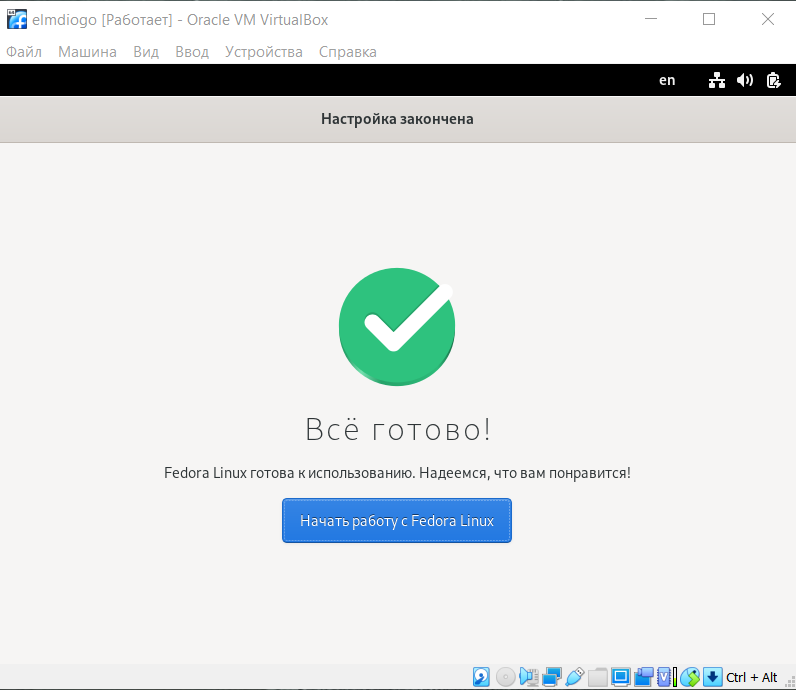 elmdiogo [Работает] - Oracle VM VirtualBox
Файл Машина Вид Ввод Устройства Справка
en
Настройка закончена
Всё готово!
Fedora Linux готова к использованию. Надеемся, что вам понравится!
Начать работу с Fedora Linux
Ctrl + Alt